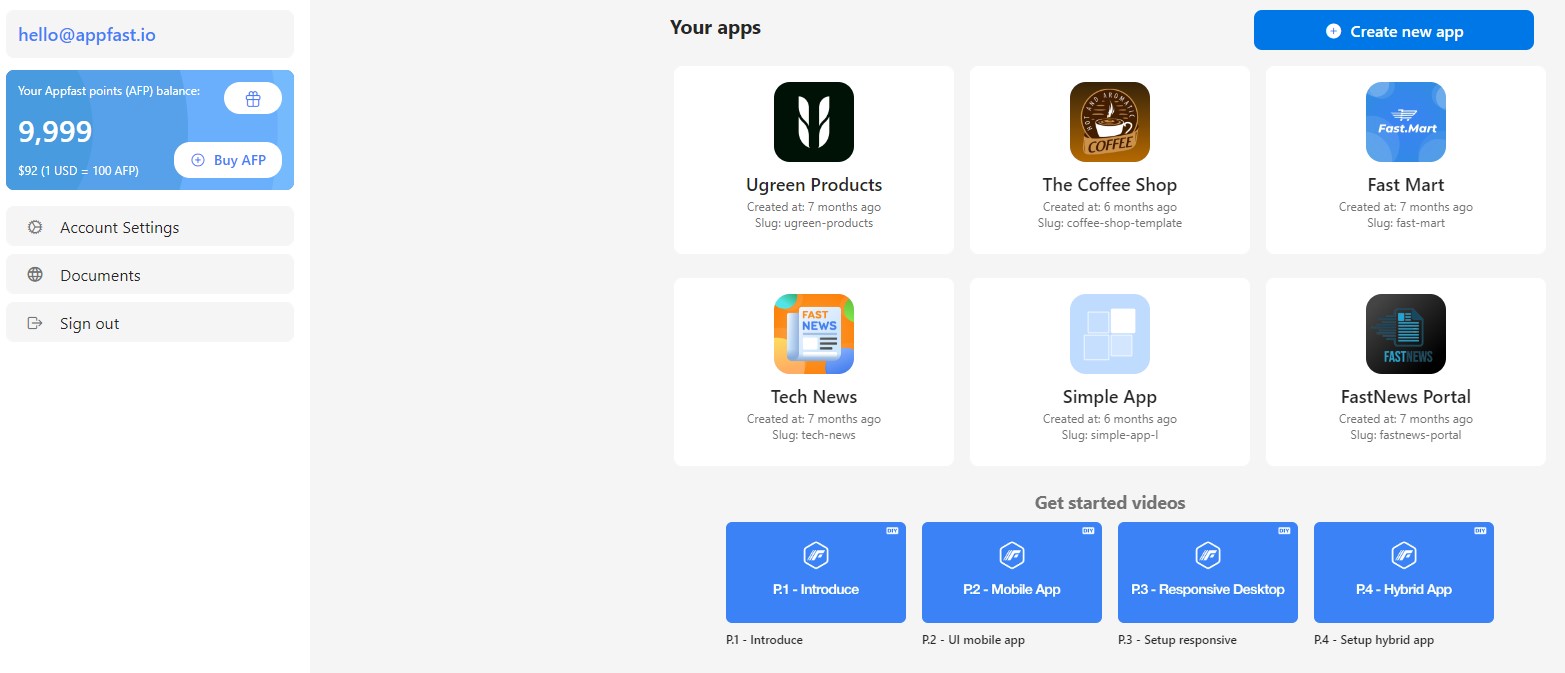 hello@appfast.io
Your Appfast points (AFP) balance:
9,999
$92 (1 USD = 100 AFP)
Buy AFP
Account Settings
Documents
Sign out
Your apps
Create new app
HOT AND AROMATIC
COFFEE
Fast.Mart
Ugreen Products
The Coffee Shop
Fast Mart
Created at: 7 months ago
Created at: 6 months ago
Created at: 7 months ago
Slug: ugreen-products
Slug: coffee-shop-template
Slug: fast-mart
FAST
NEWS
FASTNEWS
Tech News
Simple App
FastNews Portal
Created at: 7 months ago
Created at: 6 months ago
Created at: 7 months ago
Slug: tech-news
Slug: simple-app-l
Slug: fastnews-portal
Get started videos
DIY
DIY
DIY
DIY
P.1 - Introduce
P.2 - Mobile App
P.3 - Responsive Desktop
P.4 - Hybrid App
P.1 - Introduce
P.2 - UI mobile app
P.3 - Setup responsive
P.4 - Setup hybrid app